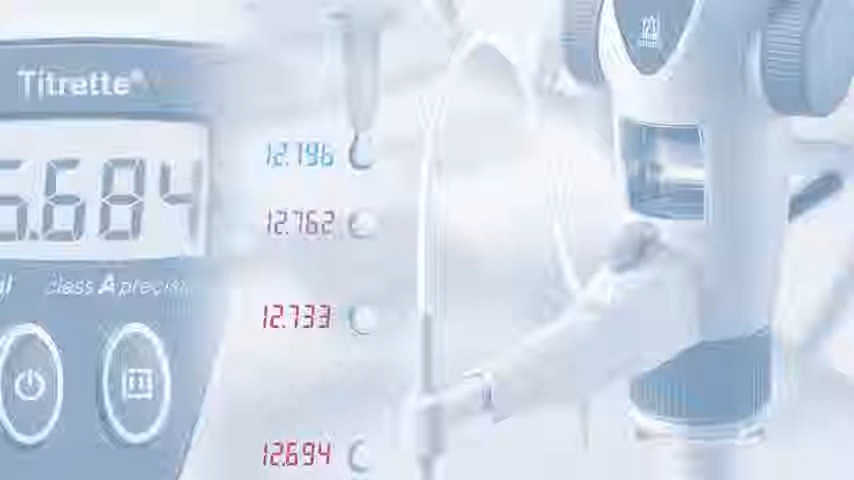 Titrette®
5.684
class A precisi
12.796
12.762
12.733
12.694